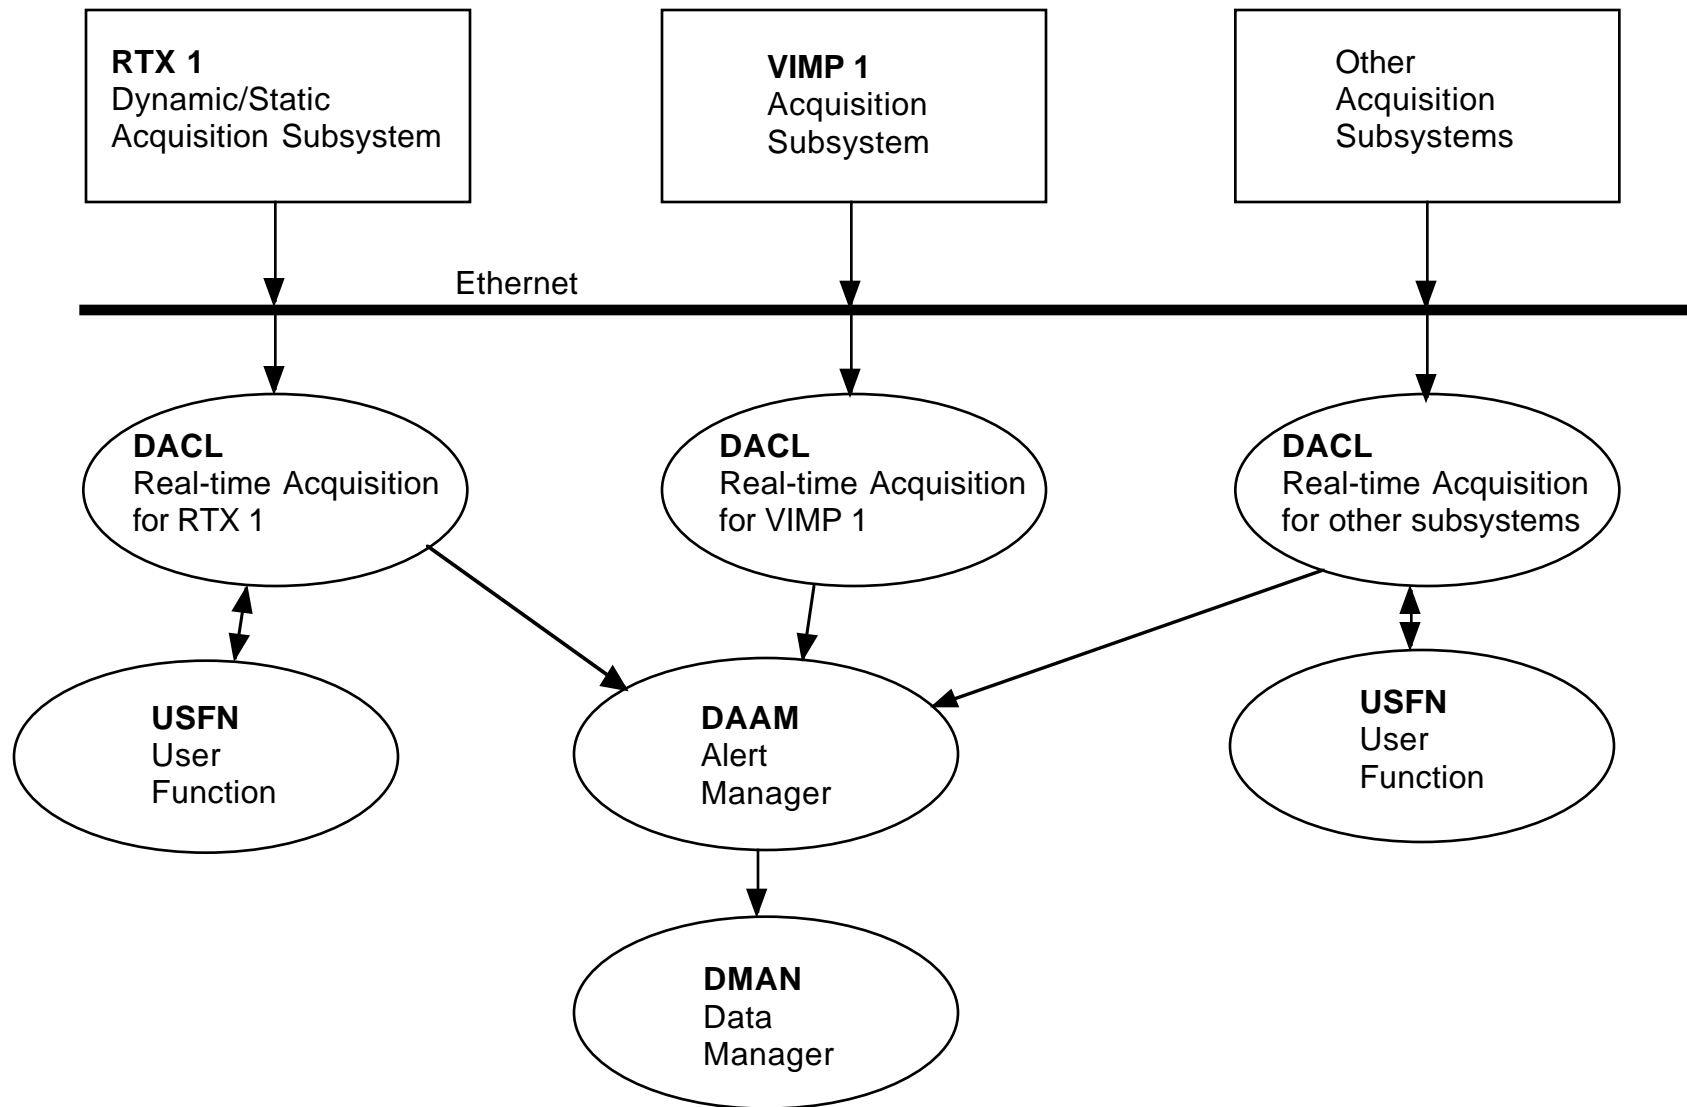 RTX 1
Dynamic/Static
Acquisition Subsystem
VIMP 1
Acquisition
Subsystem
Other
Acquisition
Subsystems
Ethernet
DACL
Real-time Acquisition
for RTX 1
DACL
Real-time Acquisition
for VIMP 1
DACL
Real-time Acquisition
for other subsystems
USFN
User
Function
DAAM
Alert
Manager
USFN
User
Function
DMAN
Data
Manager